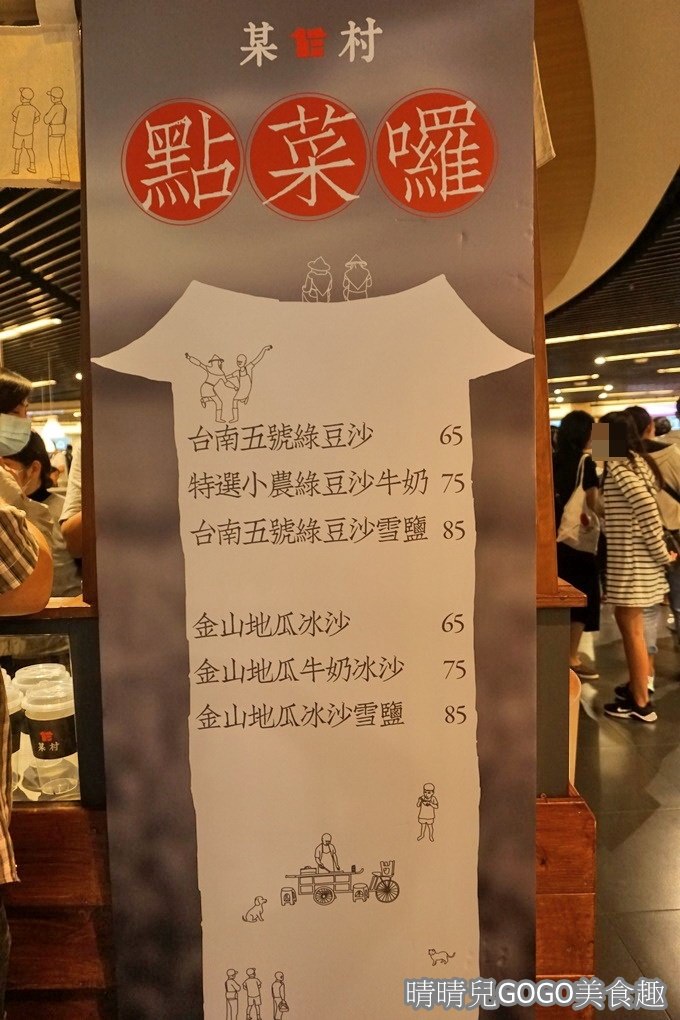 某 村
點菜囉
台南五號綠豆沙 65
特選小農綠豆沙牛奶 75
台南五號綠豆沙雪鹽 85
金山地瓜冰沙 65
金山地瓜牛奶冰沙 75
金山地瓜冰沙雪鹽 85
某 村
晴晴兒GOGO美食趣